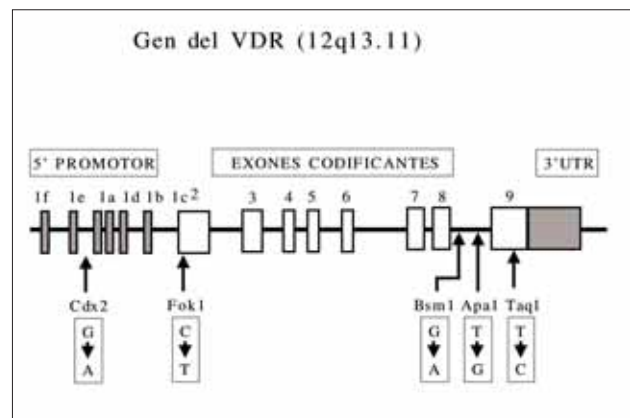 Gen del VDR (12q13.11)
5' PROMOTOR EXONES CODIFICANTES 3'UTR
1f 1e 1a 1d 1b 1c 2 3 4 5 6 7 8 9
Cdx2 Fok1 Bsm1 Apa1 Taq1
G C G T T
A T A G C